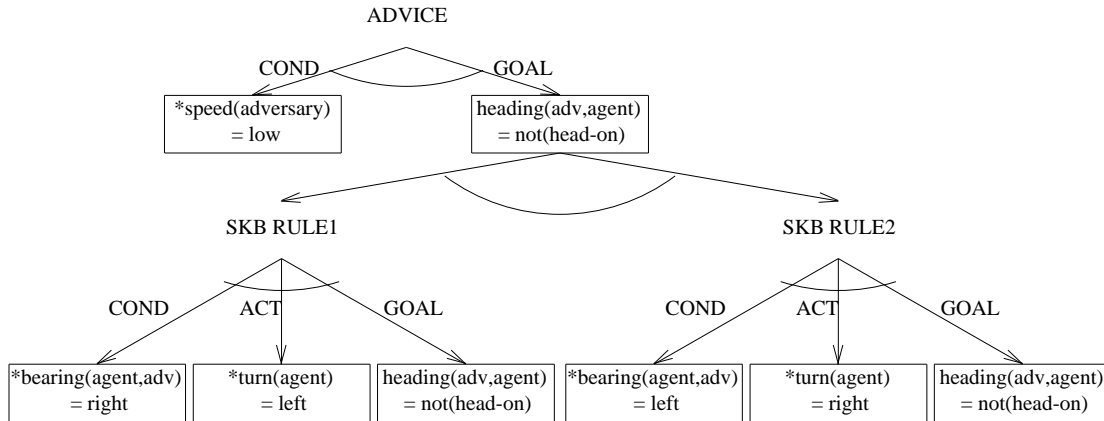 ADVICE
COND
GOAL
*speed(adversary)
= low
heading(adv,agent)
= not(head-on)
SKB RULE1
SKB RULE2
COND
ACT
GOAL
COND
ACT
GOAL
*bearing(agent,adv)
= right
*turn(agent)
= left
heading(adv,agent)
= not(head-on)
*bearing(agent,adv)
= left
*turn(agent)
= right
heading(adv,agent)
= not(head-on)